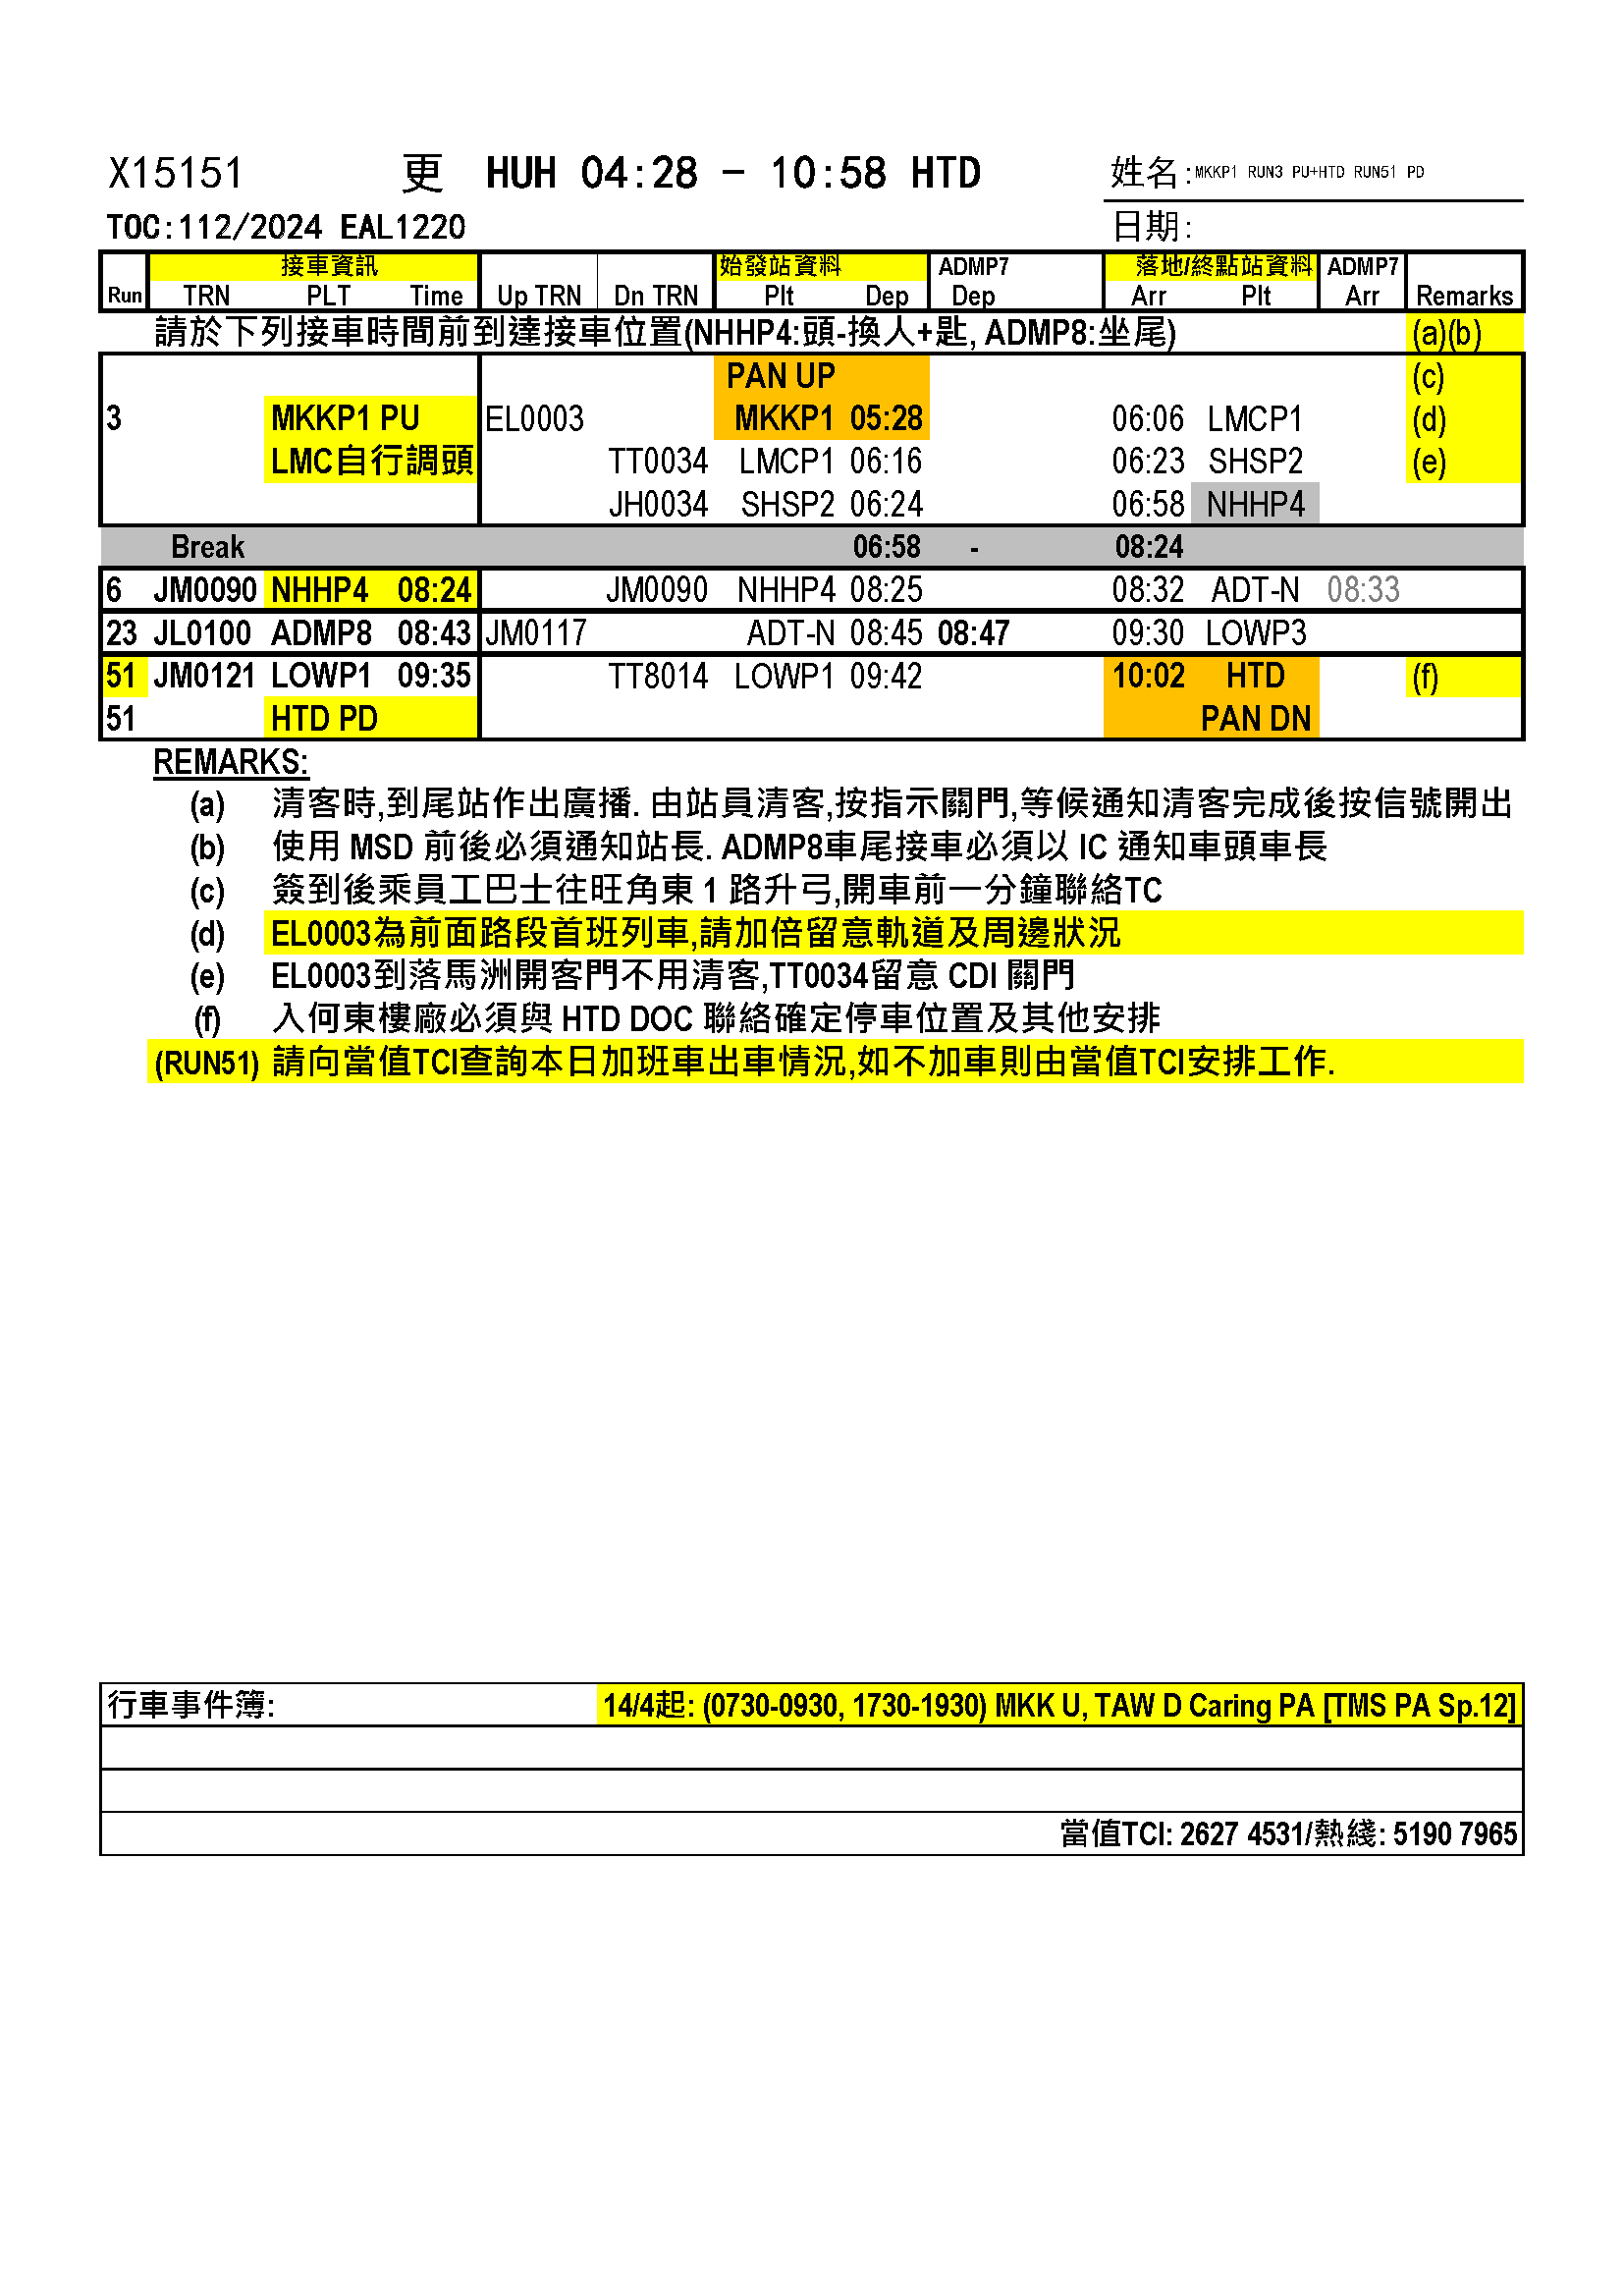 X15151 更 HUH 04:28 - 10:58 HTD 姓名:MKKP1 RUN3 PU+HTD RUN51 PD
TOC:112/2024 EAL1220 日期:
接車資訊 始發站資料 ADMP7 落地/終點站資料 ADMP7
Run TRN PLT Time Up TRN Dn TRN Plt Dep Dep Arr Plt Arr Remarks
請於下列接車時間前到達接車位置(NHHP4:頭-換人+匙, ADMP8:坐尾) (a)(b)
PAN UP (c)
3 MKKP1 PU EL0003 MKKP1 05:28 06:06 LMCP1 (d)
LMC自行調頭 TT0034 LMCP1 06:16 06:23 SHSP2 (e)
JH0034 SHSP2 06:24 06:58 NHHP4
Break 06:58 - 08:24
6 JM0090 NHHP4 08:24 JM0090 NHHP4 08:25 08:32 ADT-N 08:33
23 JL0100 ADMP8 08:43 JM0117 ADT-N 08:45 08:47 09:30 LOWP3
51 JM0121 LOWP1 09:35 TT8014 LOWP1 09:42 10:02 HTD (f)
51 HTD PD PAN DN
REMARKS:
(a) 清客時,到尾站作出廣播. 由站員清客,按指示關門,等候通知清客完成後按信號開出
(b) 使用 MSD 前後必須通知站長. ADMP8車尾接車必須以 IC 通知車頭車長
(c) 簽到後乘員工巴士往旺角東 1 路升弓,開車前一分鐘聯絡TC
(d) EL0003為前面路段首班列車,請加倍留意軌道及周邊狀況
(e) EL0003到落馬洲開客門不用清客,TT0034留意 CDI 關門
(f) 入何東樓廠必須與 HTD DOC 聯絡確定停車位置及其他安排
(RUN51) 請向當值TCI查詢本日加班車出車情況,如不加車則由當值TCI安排工作.
行車事件簿: 14/4起: (0730-0930, 1730-1930) MKK U, TAW D Caring PA [TMS PA Sp.12]
當值TCI: 2627 4531/熱綫: 5190 7965